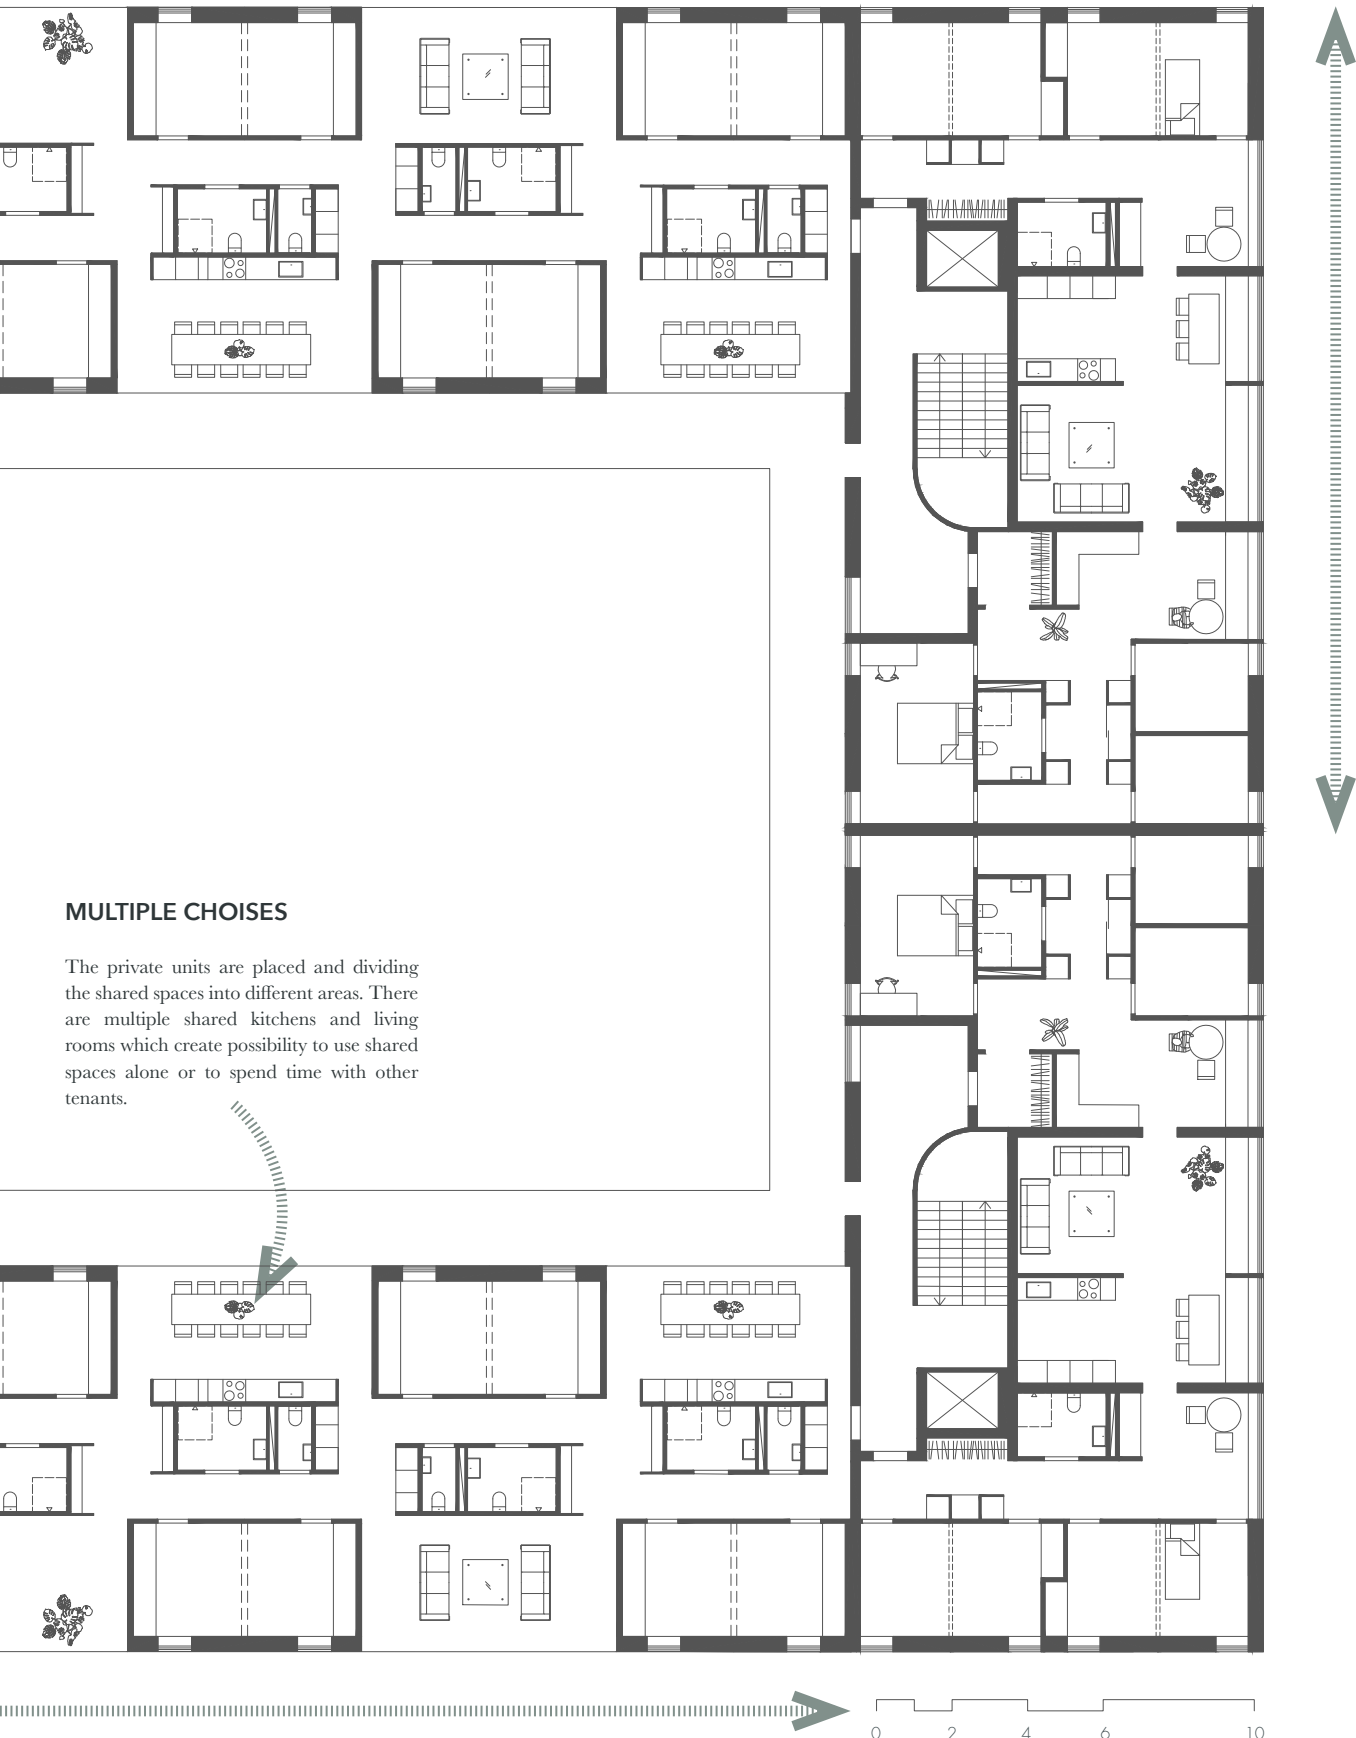 MULTIPLE CHOISES
The private units are placed and dividing
the shared spaces into different areas. There
are multiple shared kitchens and living
rooms which create possibility to use shared
spaces alone or to spend time with other
tenants.
0 2 4 6 10